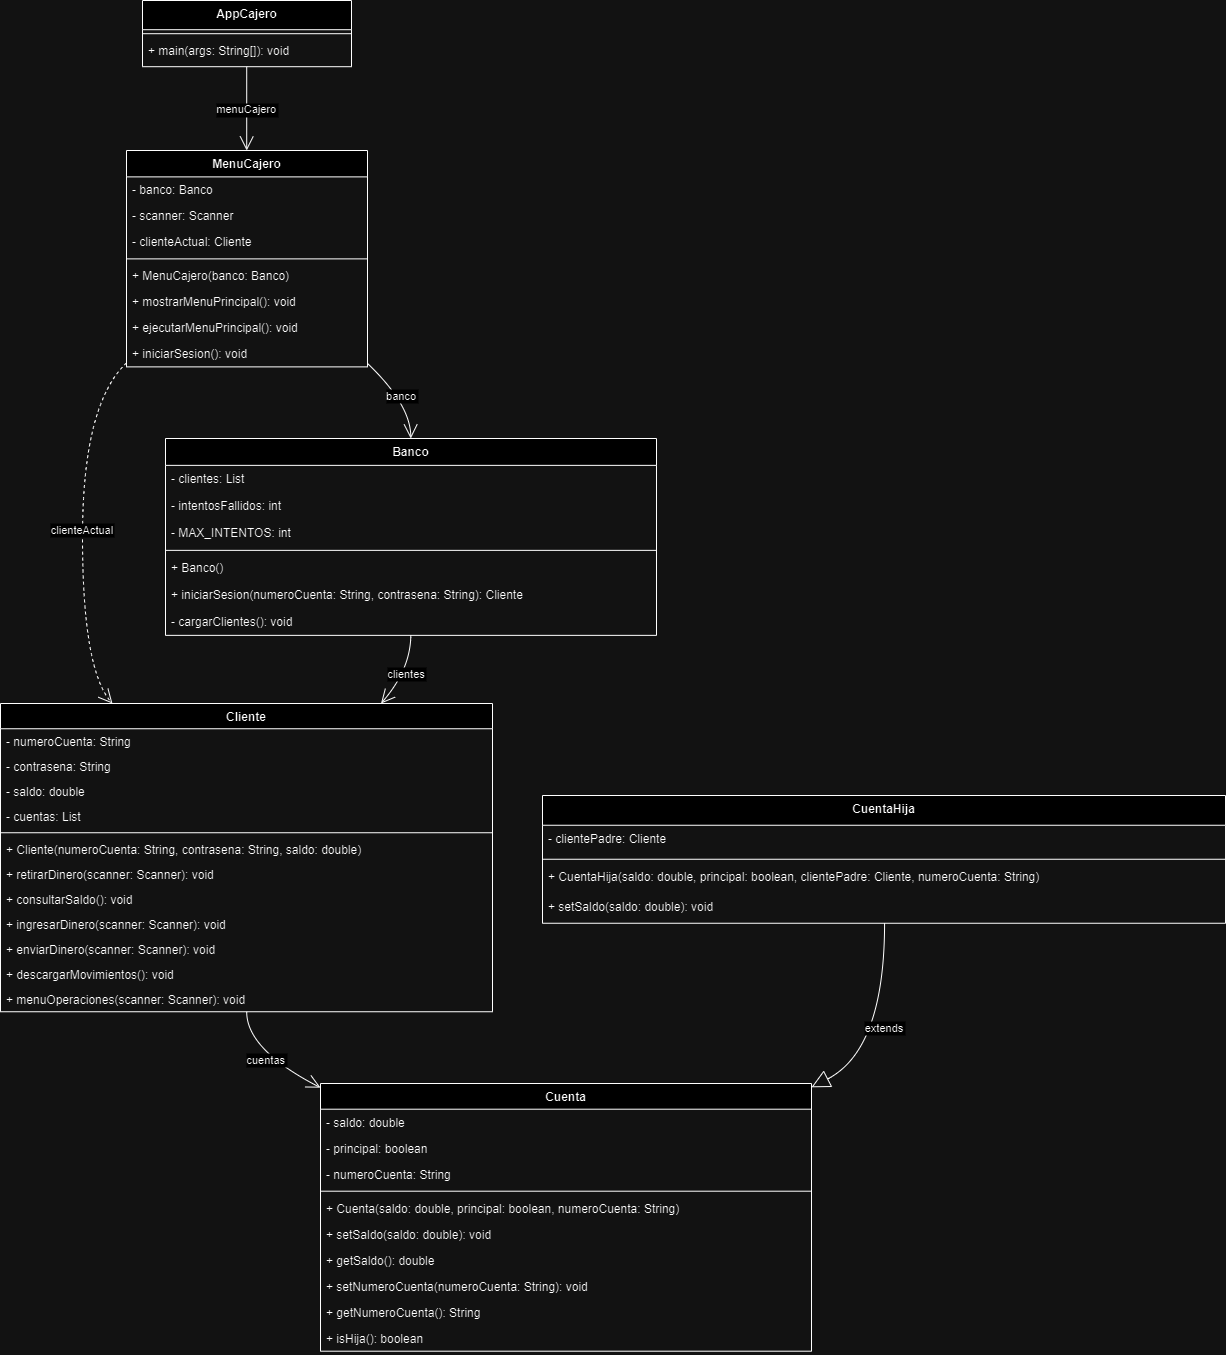 AppCajero
+ main(args: String[]): void
menuCajero
MenuCajero
- banco: Banco
- scanner: Scanner
- clienteActual: Cliente
+ MenuCajero(banco: Banco)
+ mostrarMenuPrincipal(): void
+ ejecutarMenuPrincipal(): void
+ iniciarSesion(): void
banco
Banco
- clientes: List
- intentosFallidos: int
- MAX_INTENTOS: int
+ Banco()
+ iniciarSesion(numeroCuenta: String, contrasena: String): Cliente
- cargarClientes(): void
clienteActual
clientes
Cliente
- numeroCuenta: String
- contrasena: String
- saldo: double
- cuentas: List
+ Cliente(numeroCuenta: String, contrasena: String, saldo: double)
+ retirarDinero(scanner: Scanner): void
+ consultarSaldo(): void
+ ingresarDinero(scanner: Scanner): void
+ enviarDinero(scanner: Scanner): void
+ descargarMovimientos(): void
+ menuOperaciones(scanner: Scanner): void
CuentaHija
- clientePadre: Cliente
+ CuentaHija(saldo: double, principal: boolean, clientePadre: Cliente, numeroCuenta: String)
+ setSaldo(saldo: double): void
cuentas
extends
Cuenta
- saldo: double
- principal: boolean
- numeroCuenta: String
+ Cuenta(saldo: double, principal: boolean, numeroCuenta: String)
+ setSaldo(saldo: double): void
+ getSaldo(): double
+ setNumeroCuenta(numeroCuenta: String): void
+ getNumeroCuenta(): String
+ isHija(): boolean